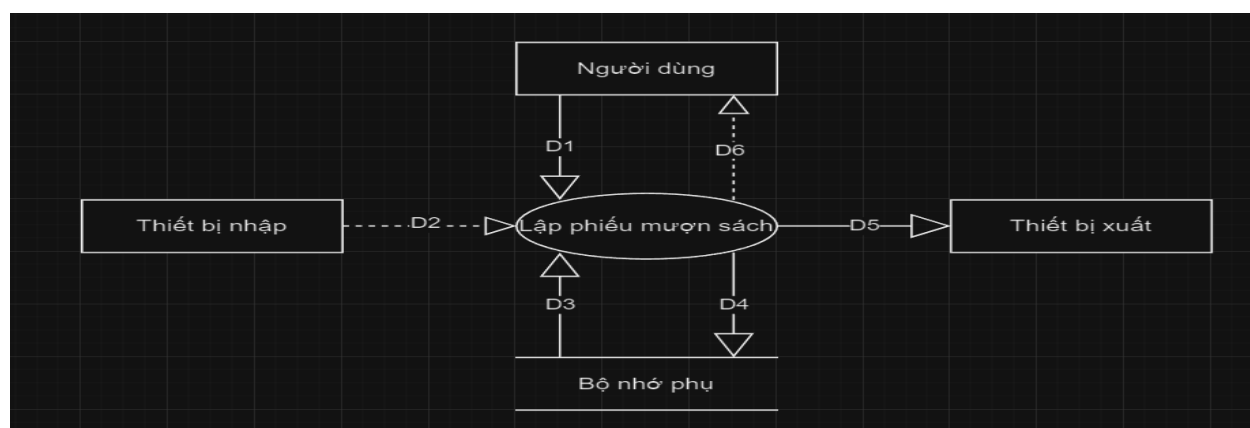 Người dùng
D1
D6
Thiết bị nhập
D2
Lập phiếu mượn sách
D5
Thiết bị xuất
D3
D4
Bộ nhớ phụ